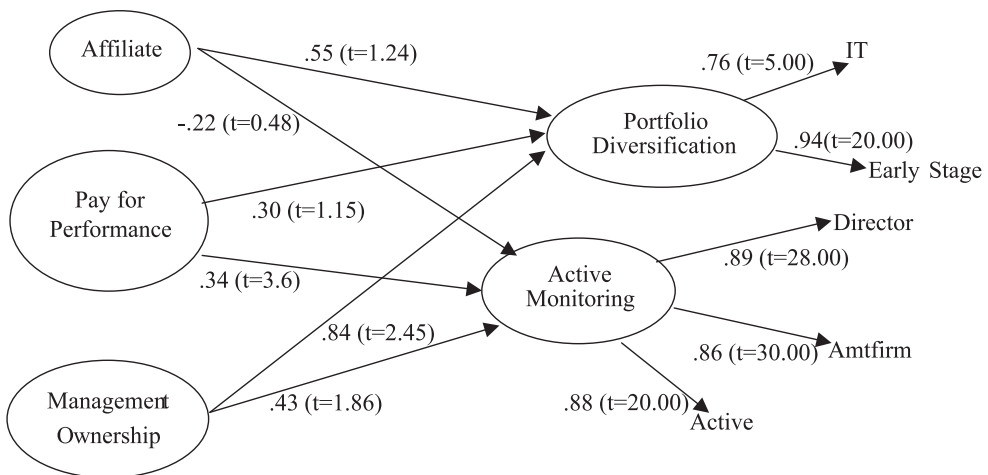 Affiliate
.55 (t=1.24)
.76 (t=5.00)
IT
-.22 (t=0.48)
Portfolio
Diversification
.94(t=20.00)
Early Stage
Pay for
Performance
.30 (t=1.15)
Director
.89 (t=28.00)
.34 (t=3.6)
Active
Monitoring
.84 (t=2.45)
.86 (t=30.00)
Amtfirm
Management
Ownership
.43 (t=1.86)
.88 (t=20.00)
Active